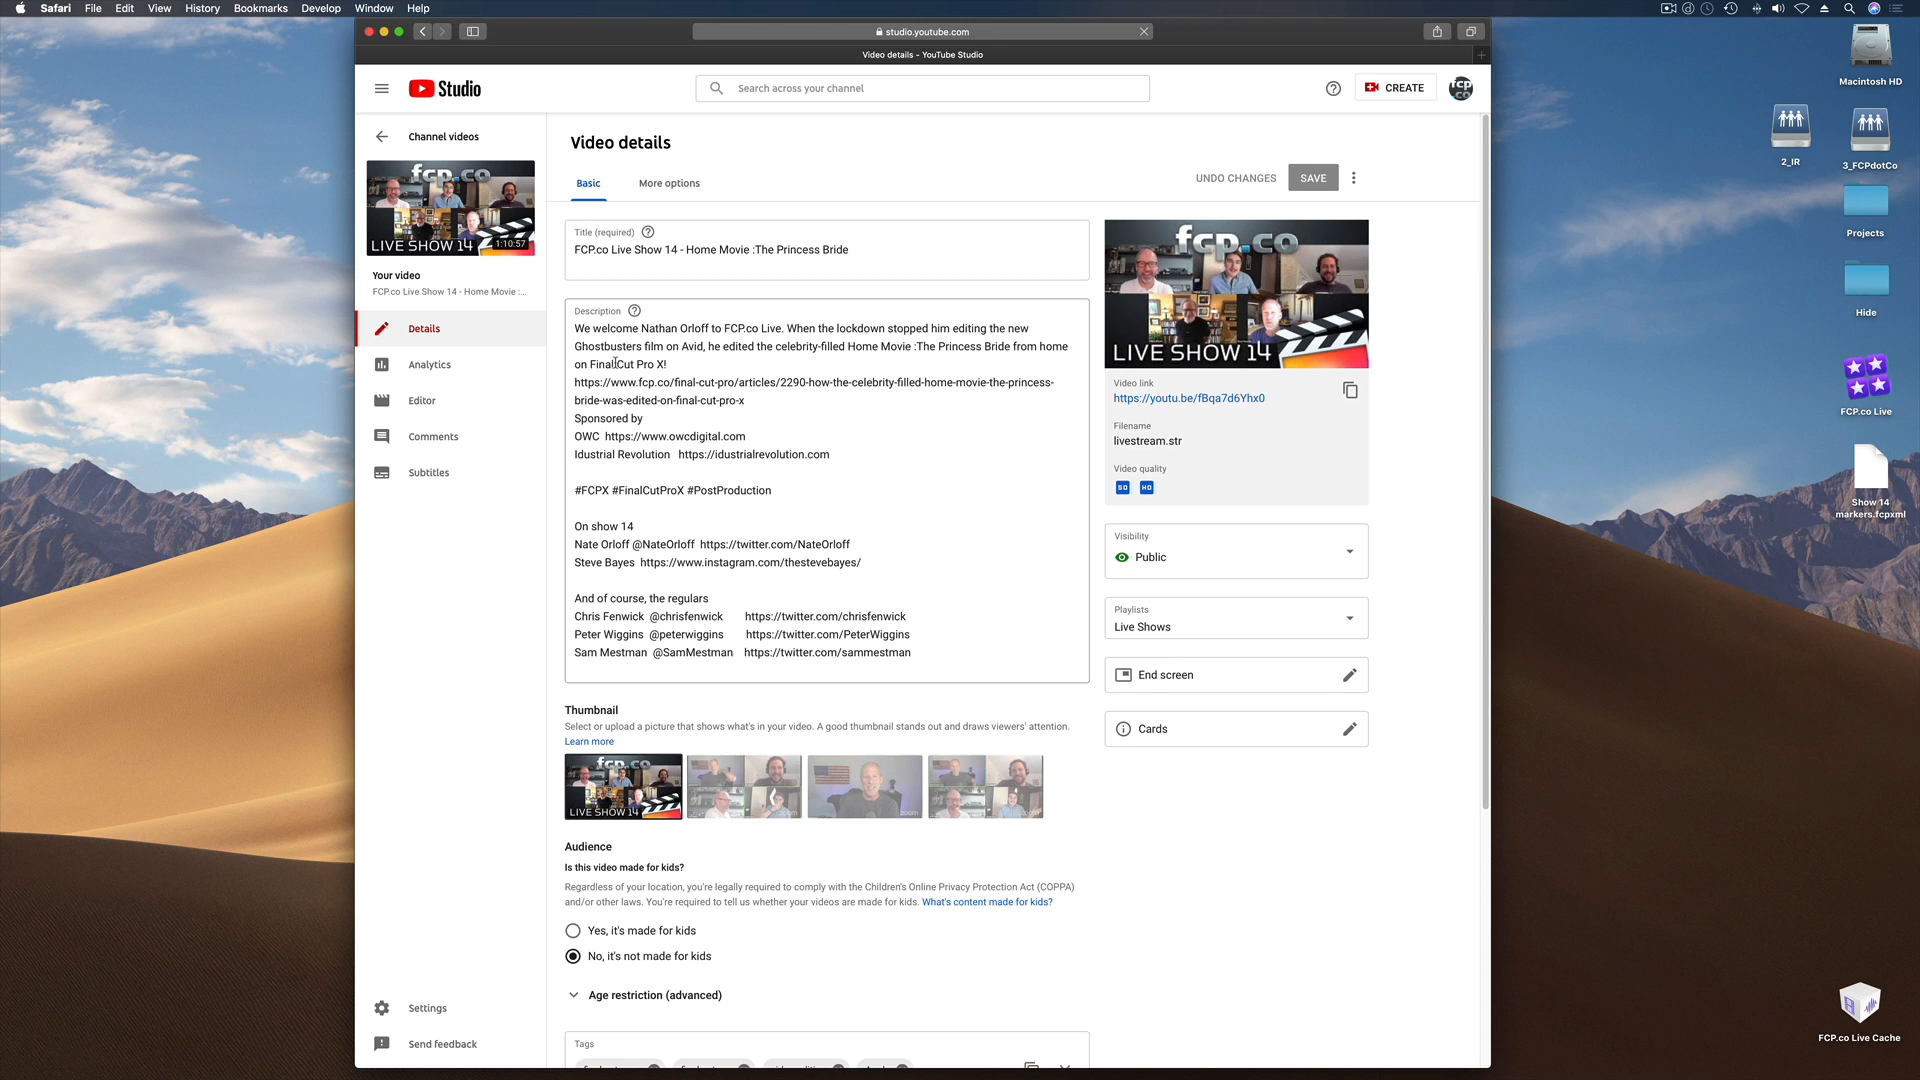 Safari File Edit View History Bookmarks Develop Window Help
studio.youtube.com
Video details - YouTube Studio
Studio
Search across your channel
CREATE
fcp.co
Channel videos
fcp.co
LIVE SHOW 14
1:10:57
Your video
FCP.co Live Show 14 - Home Movie :...
Details
Analytics
Editor
Comments
Subtitles
Settings
Send feedback
Video details
Basic
More options
UNDO CHANGES
SAVE
Title (required)
FCP.co Live Show 14 - Home Movie :The Princess Bride
Description
We welcome Nathan Orloff to FCP.co Live. When the lockdown stopped him editing the new
Ghostbusters film on Avid, he edited the celebrity-filled Home Movie :The Princess Bride from home
on Final Cut Pro X!
https://www.fcp.co/final-cut-pro/articles/2290-how-the-celebrity-filled-home-movie-the-princess-
bride-was-edited-on-final-cut-pro-x
Sponsored by
OWC https://www.owcdigital.com
Idustrial Revolution https://idustrialrevolution.com
#FCPX #FinalCutProX #PostProduction
On show 14
Nate Orloff @NateOrloff https://twitter.com/NateOrloff
Steve Bayes https://www.instagram.com/thestevebayes/
And of course, the regulars
Chris Fenwick @chrisfenwick https://twitter.com/chrisfenwick
Peter Wiggins @peterwiggins https://twitter.com/PeterWiggins
Sam Mestman @SamMestman https://twitter.com/sammestman
Thumbnail
Select or upload a picture that shows what's in your video. A good thumbnail stands out and draws viewers' attention.
Learn more
fcp.co
LIVE SHOW 14
zoom
zoom
zoom
Audience
Is this video made for kids?
Regardless of your location, you're legally required to comply with the Children's Online Privacy Protection Act (COPPA)
and/or other laws. You're required to tell us whether your videos are made for kids. What's content made for kids?
Yes, it's made for kids
No, it's not made for kids
Age restriction (advanced)
Tags
fcp.co
LIVE SHOW 14
Video link
https://youtu.be/fBqa7d6Yhx0
Filename
livestream.str
Video quality
SD HD
Visibility
Public
Playlists
Live Shows
End screen
Cards
Macintosh HD
2_IR
3_FCPdotCo
Projects
Hide
FCP.co Live
Show 14
markers.fcpxml
FCP.co Live Cache